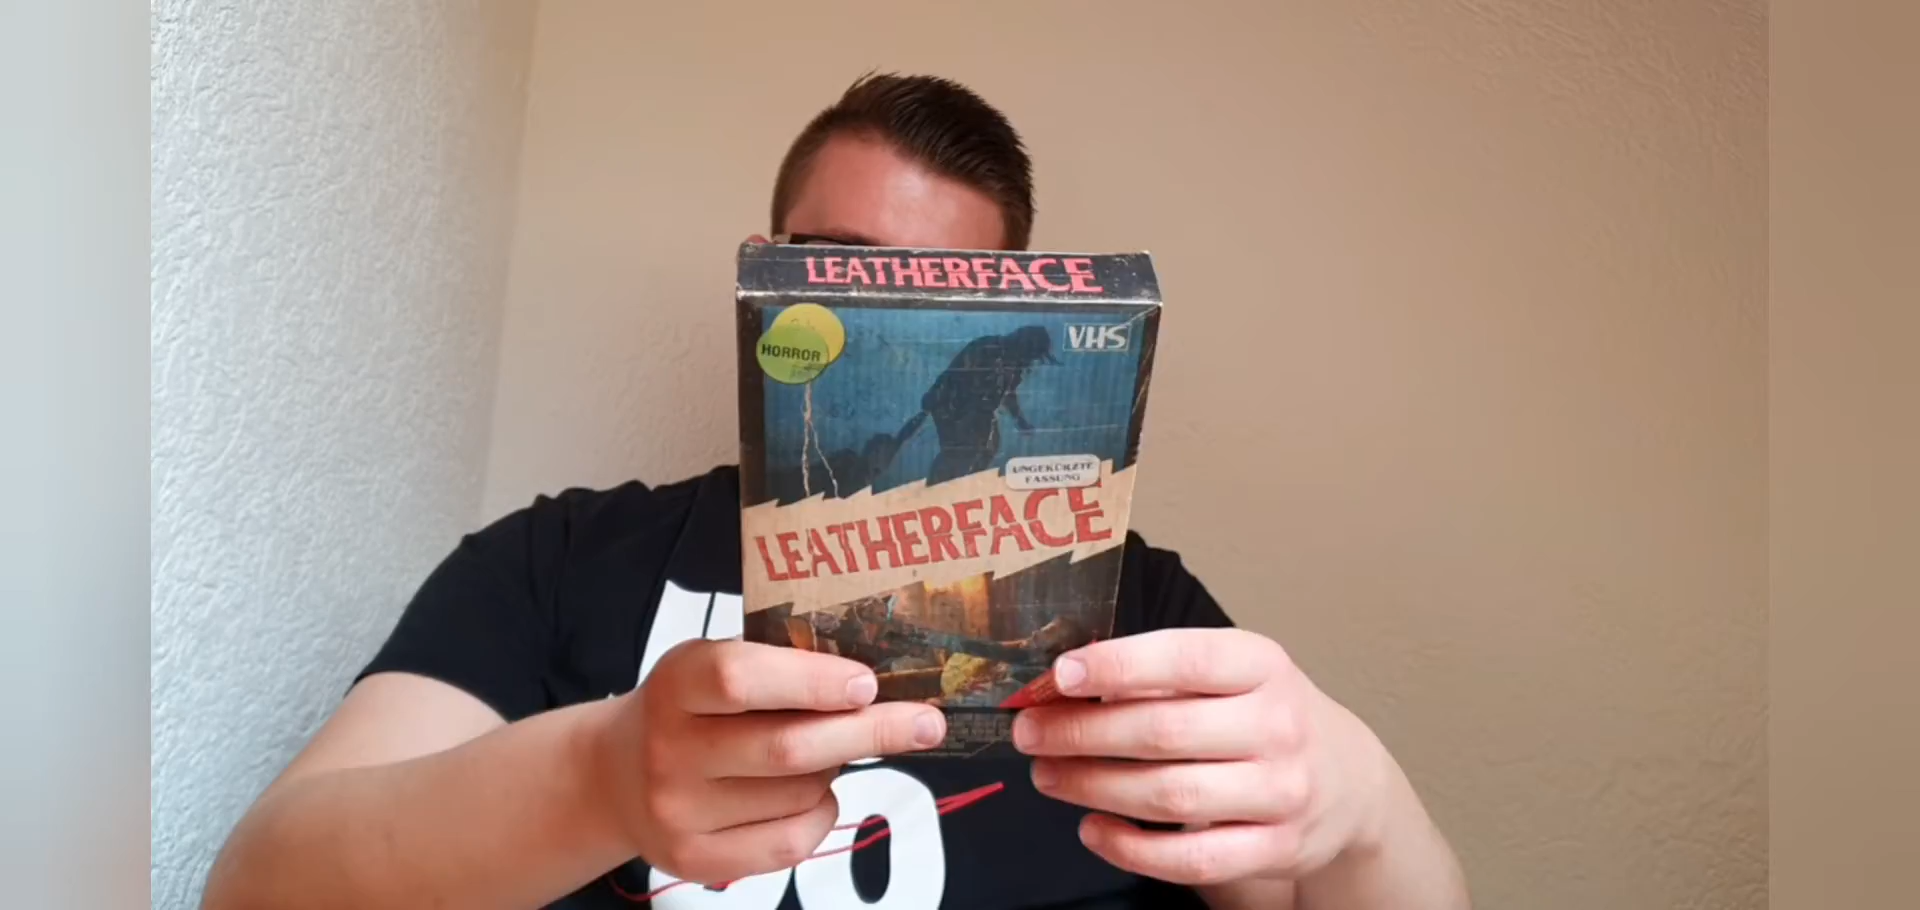 LEATHERFACE
VHS
HORROR
UNGEKÜRZTE
FASSUNG
LEATHERFACE